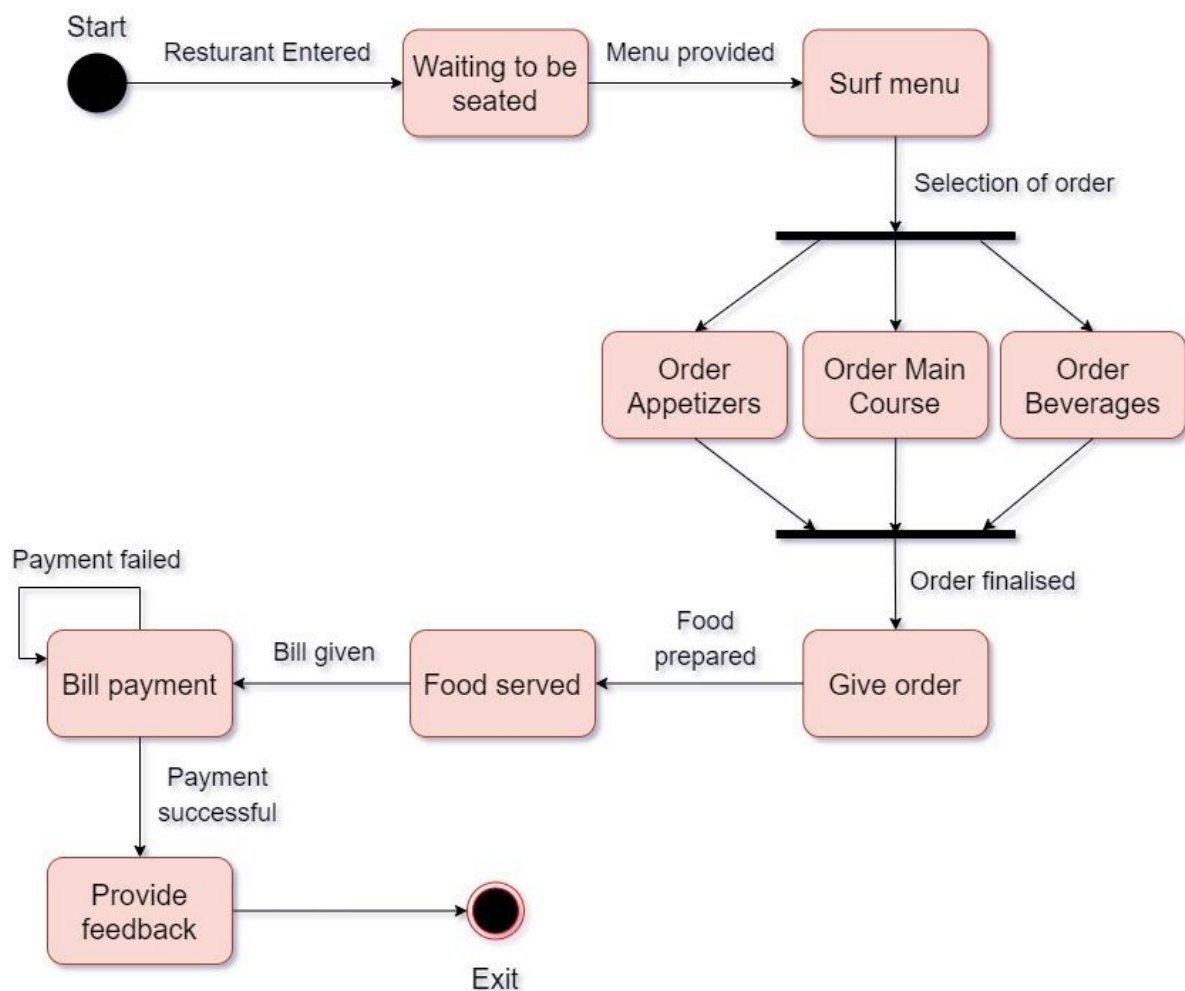 Start
Resturant Entered
Waiting to be
seated
Menu provided
Surf menu
Selection of order
Order
Appetizers
Order Main
Course
Order
Beverages
Order finalised
Give order
Food
prepared
Food served
Bill given
Payment failed
Bill payment
Payment
successful
Provide
feedback
Exit